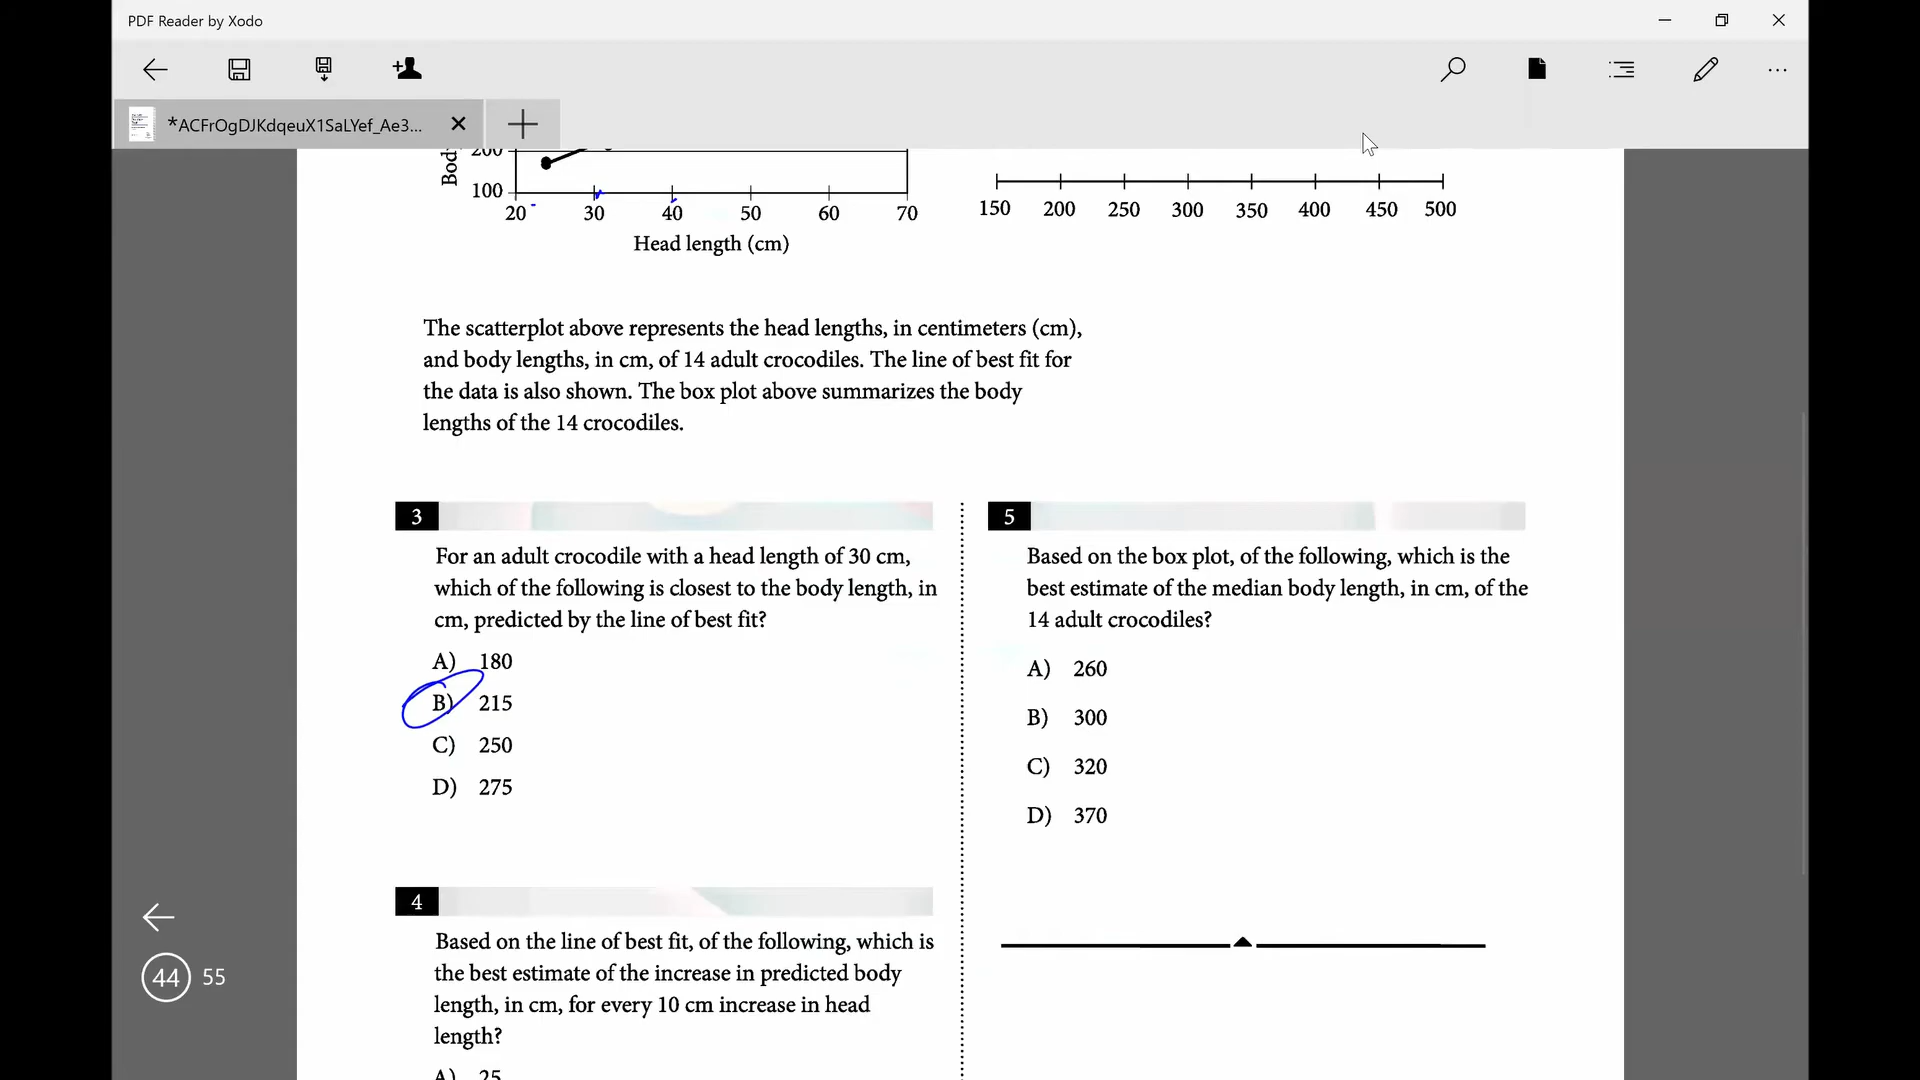 PDF Reader by Xodo
*ACFrOgDJKdqeuX1SaLYef_Ae3...
200
100
20 30 40 50 60 70
Head length (cm)
150 200 250 300 350 400 450 500
The scatterplot above represents the head lengths, in centimeters (cm),
and body lengths, in cm, of 14 adult crocodiles. The line of best fit for
the data is also shown. The box plot above summarizes the body
lengths of the 14 crocodiles.
3
For an adult crocodile with a head length of 30 cm,
which of the following is closest to the body length, in
cm, predicted by the line of best fit?
A) 180
B) 215
C) 250
D) 275
4
Based on the line of best fit, of the following, which is
the best estimate of the increase in predicted body
length, in cm, for every 10 cm increase in head
length?
A) 25
5
Based on the box plot, of the following, which is the
best estimate of the median body length, in cm, of the
14 adult crocodiles?
A) 260
B) 300
C) 320
D) 370
44 55